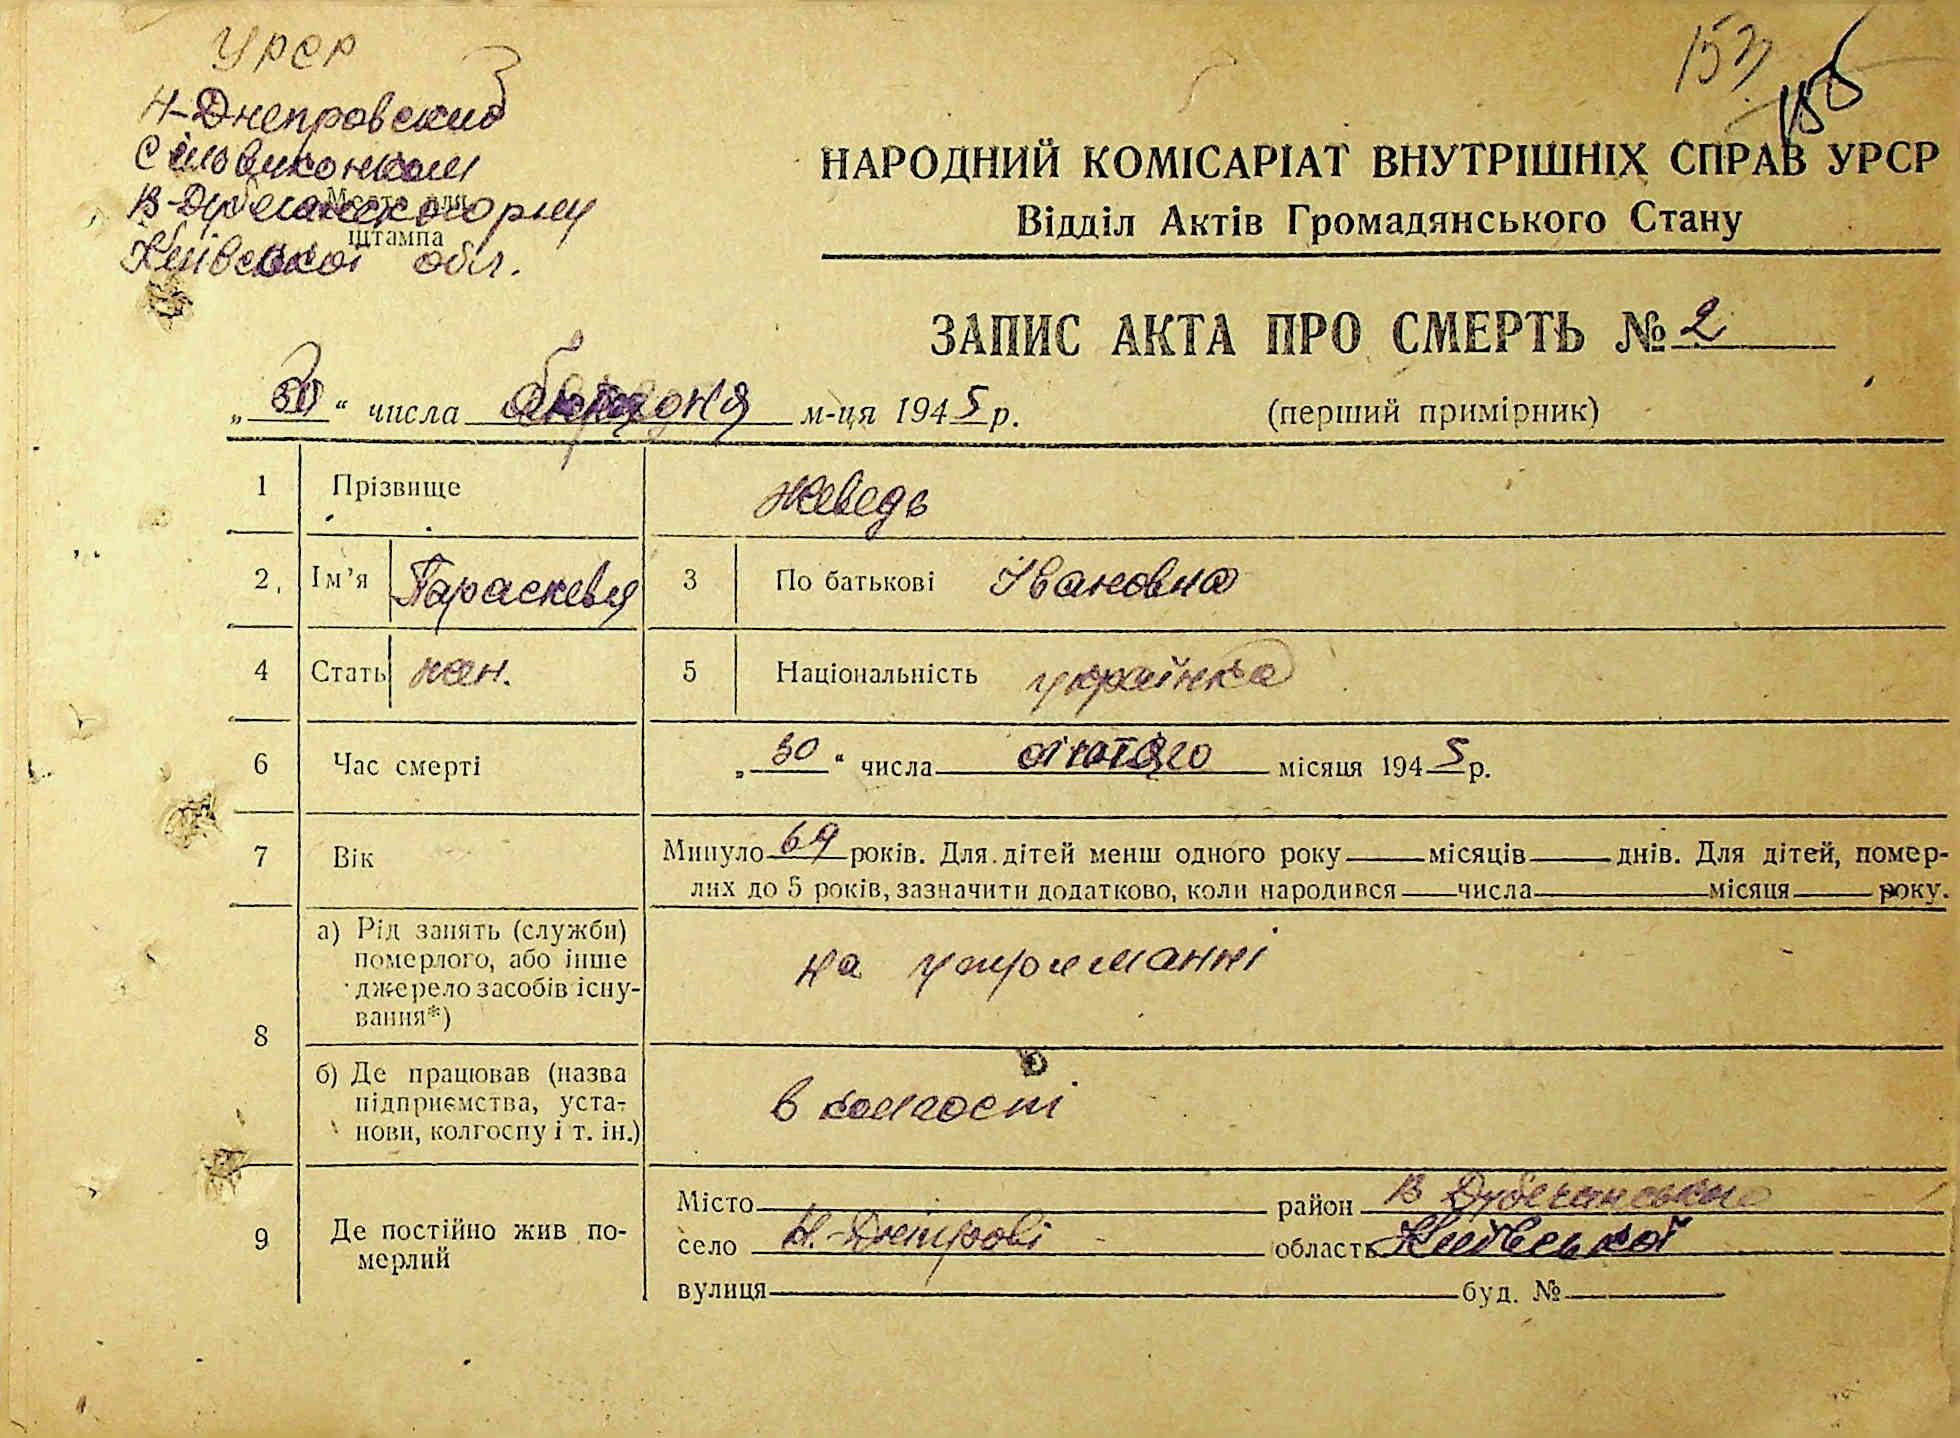 УРСР
Н-Днепровский
Сільвиконком
В-Дубечанского р-ну
Місце для
штампа
Київської обл.
153
НАРОДНИЙ КОМІСАРІАТ ВНУТРІШНІХ СПРАВ УРСР
Відділ Актів Громадянського Стану
ЗАПИС АКТА ПРО СМЕРТЬ № 2
„30“ числа березня м-ця 1945 р.
(перший примірник)
1 Прізвище Жеведь
2. Ім’я Параскевія 3 По батькові Івановна
4 Стать жен. 5 Національність українка
6 Час смерті „30“ числа лютого місяця 1945 р.
7 Вік Минуло 69 років. Для дітей менш одного року місяців днів. Для дітей, помер-
лих до 5 років, зазначити додатково, коли народився числа місяця року.
8 а) Рід занять (служби)
померлого, або інше
джерело засобів існу-
вання*)
на утриманні
б) Де працював (назва
підприємства, уста-
нови, колгоспу і т. ін.)
в колгоспі
9 Де постійно жив по-
мерлий
Місто район В Дубечанського
село Н.-Дніпрові область Київської
вулиця буд. №